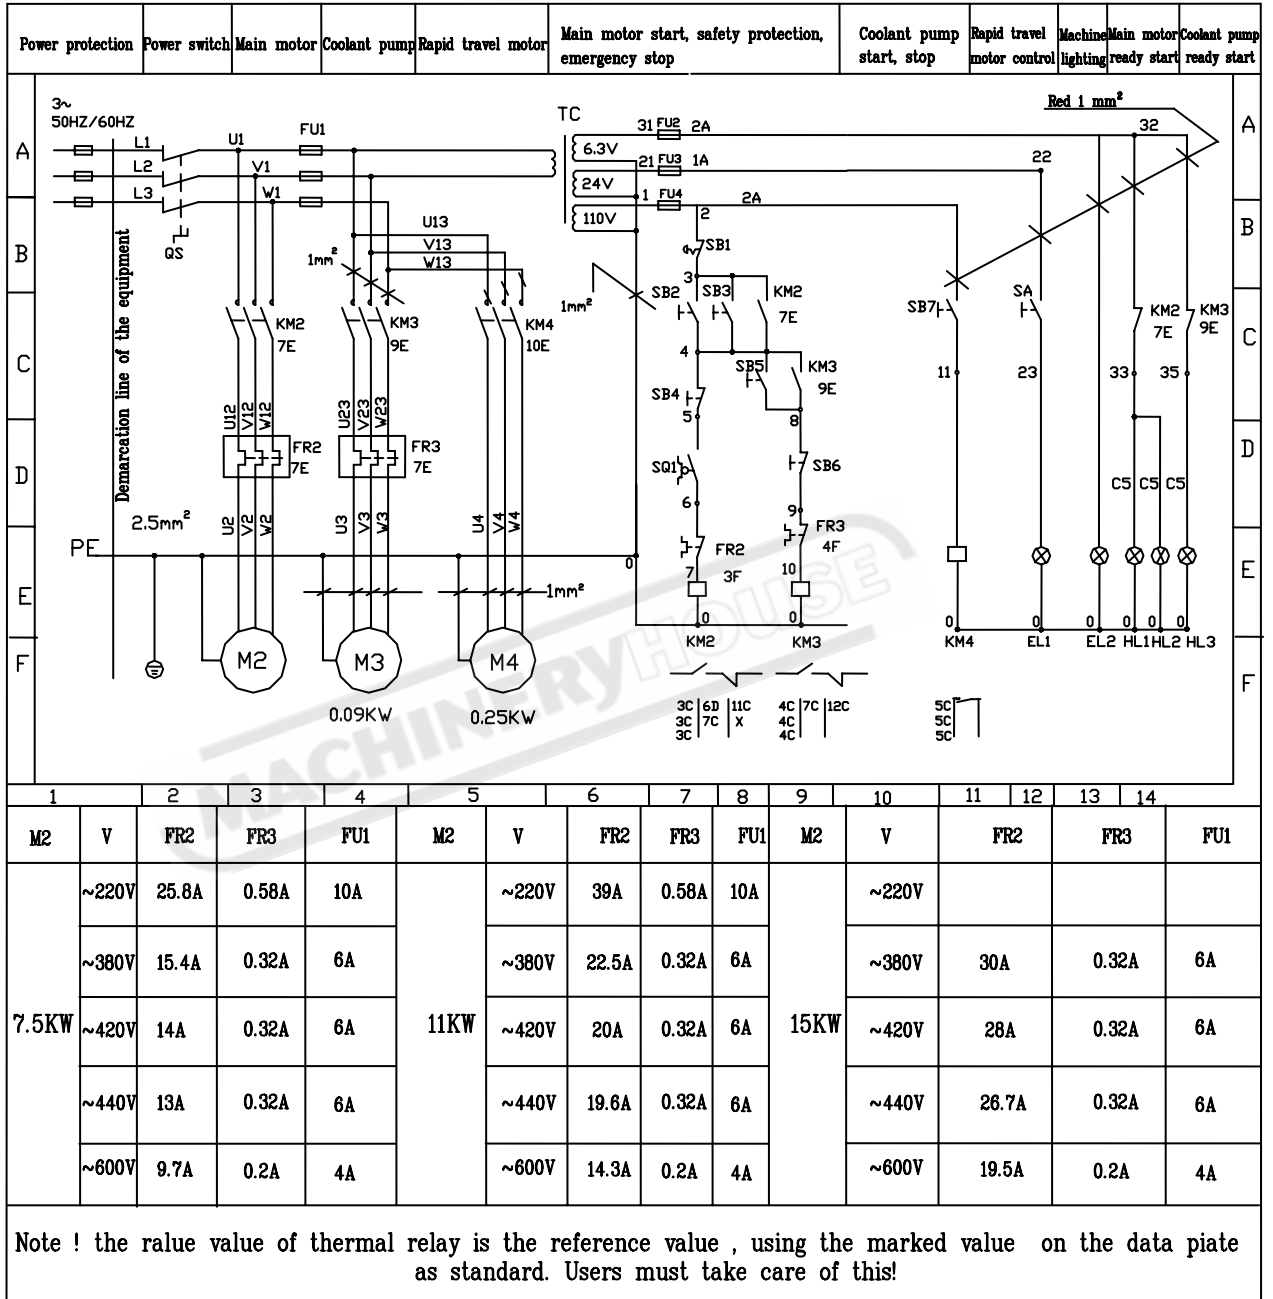 Power protection Power switch Main motor Coolant pump Rapid travel motor Main motor start, safety protection, emergency stop Coolant pump start, stop Rapid travel motor control Machine lighting Main motor ready start Coolant pump ready start
3~
50HZ/60HZ
Red 1 mm²
TC
A L1 U1 FU1 31 FU2 2A 32 A
6.3V
L2 V1 21 FU3 1A 22
24V
L3 W1 1 FU4 2A
110V 2
B QS U13 B
V13 SB1
1mm² W13
3
1mm² SB2 SB3 KM2 SB7 SA
7E
C KM2 KM3 KM4 KM2 KM3 C
7E 9E 10E 7E 9E
4
SB5 KM3
9E
11 23 33 35
SB4
5 8
Demarcation line of the equipment
U12 V12 W12 U23 V23 W23
D FR2 FR3 D
7E 7E
SQ1 SB6
C5 C5 C5
6 9
2.5mm² U2 V2 W2 U3 V3 W3 U4 V4 W4
FR3
4F
PE 0 FR2
3F
7 10
E 1mm² E
0 0 0 0 0 0 0 0
KM2 KM3 KM4 EL1 EL2 HL1 HL2 HL3
F M2 M3 M4 F
0.09KW 0.25KW
3C 6D 11C 4C 7C 12C 5C
3C 7C X 4C 5C
3C 4C 5C
MACHINERYHOUSE
1 2 3 4 5 6 7 8 9 10 11 12 13 14
M2 V FR2 FR3 FU1 M2 V FR2 FR3 FU1 M2 V FR2 FR3 FU1
~220V 25.8A 0.58A 10A ~220V 39A 0.58A 10A ~220V
~380V 15.4A 0.32A 6A ~380V 22.5A 0.32A 6A ~380V 30A 0.32A 6A
7.5KW ~420V 14A 0.32A 6A 11KW ~420V 20A 0.32A 6A 15KW ~420V 28A 0.32A 6A
~440V 13A 0.32A 6A ~440V 19.6A 0.32A 6A ~440V 26.7A 0.32A 6A
~600V 9.7A 0.2A 4A ~600V 14.3A 0.2A 4A ~600V 19.5A 0.2A 4A
Note ! the ralue value of thermal relay is the reference value , using the marked value on the data piate
as standard. Users must take care of this!